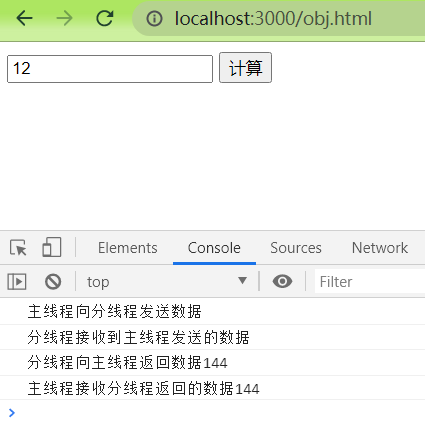 localhost:3000/obj.html
12 计算
Elements Console Sources Network
top Filter
主线程向分线程发送数据
分线程接收到主线程发送的数据
分线程向主线程返回数据144
主线程接收分线程返回的数据144